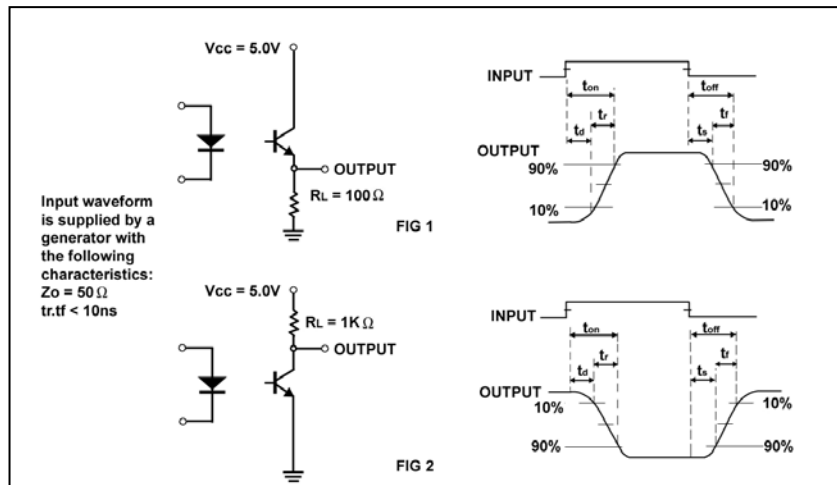 Vcc = 5.0V
OUTPUT
RL = 100Ω
FIG 1
INPUT
ton
toff
td
tr
ts
tf
OUTPUT
90%
90%
10%
10%
Input waveform
is supplied by a
generator with
the following
characteristics:
Zo = 50Ω
tr.tf < 10ns
Vcc = 5.0V
RL = 1KΩ
OUTPUT
FIG 2
INPUT
ton
toff
td
tr
ts
tf
OUTPUT
10%
10%
90%
90%